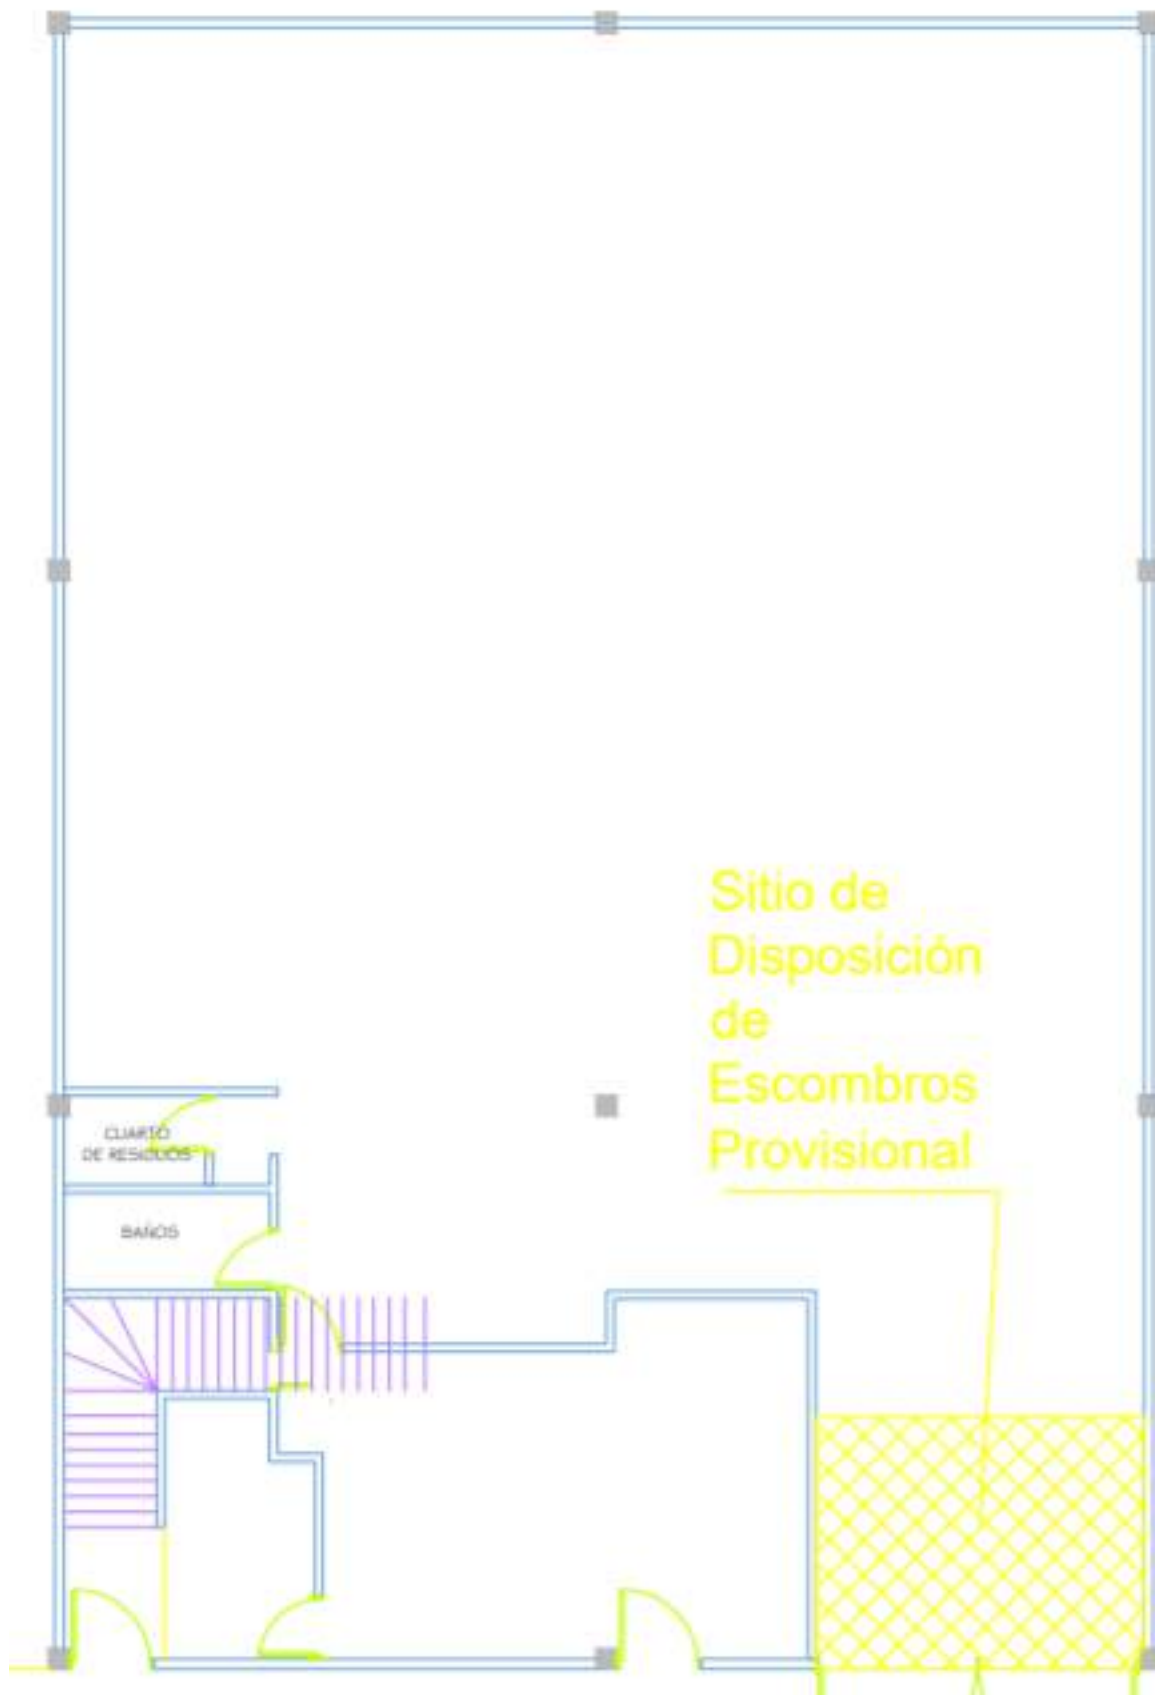 Sitio de
Disposición
de
Escombros
Provisional
CUARTO
DE RESIDUOS
BAÑOS